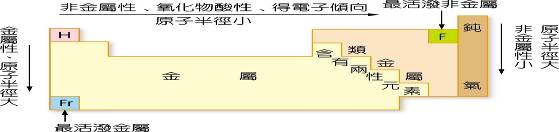 非金屬性、氧化物酸性、得電子傾向
原子半徑小
最活潑非金屬
金屬性、原子半徑大
H
F
鈍氣
非金屬性小
原子半徑大
金屬
類金屬
含有兩性元素
Fr
最活潑金屬